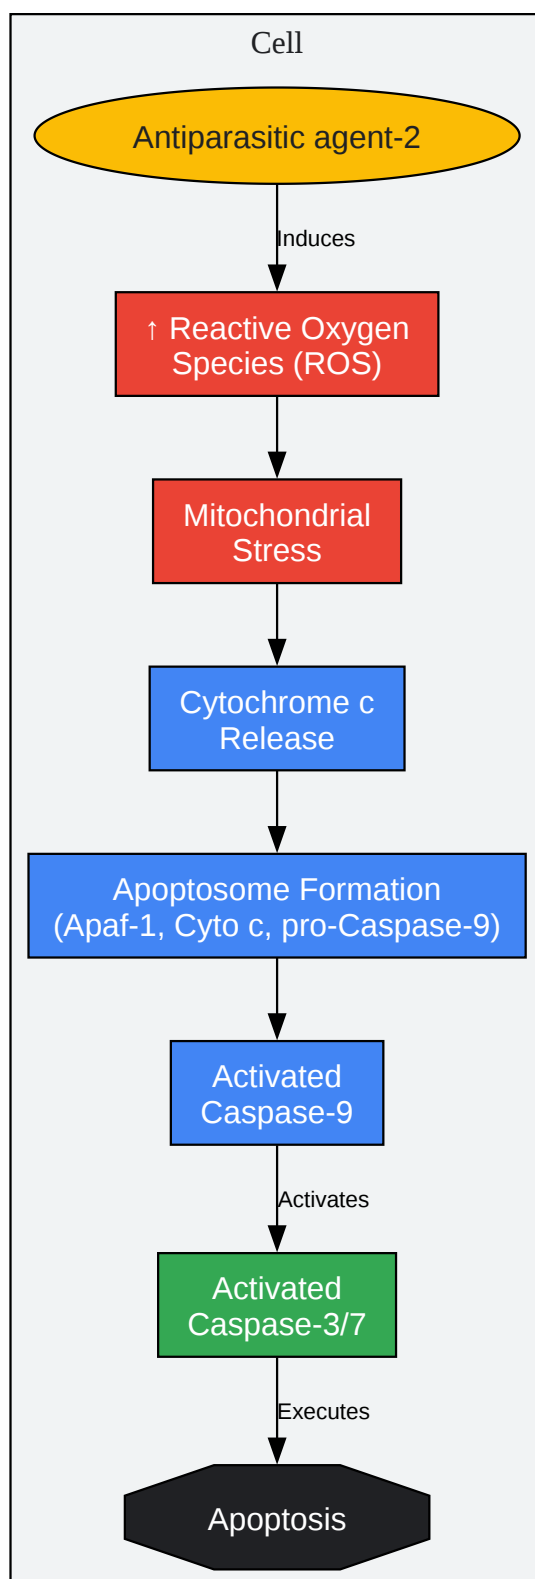 Cell
Antiparasitic agent-2
Induces
↑ Reactive Oxygen
Species (ROS)
Mitochondrial
Stress
Cytochrome c
Release
Apoptosome Formation
(Apaf-1, Cyto c, pro-Caspase-9)
Activated
Caspase-9
Activates
Activated
Caspase-3/7
Executes
Apoptosis